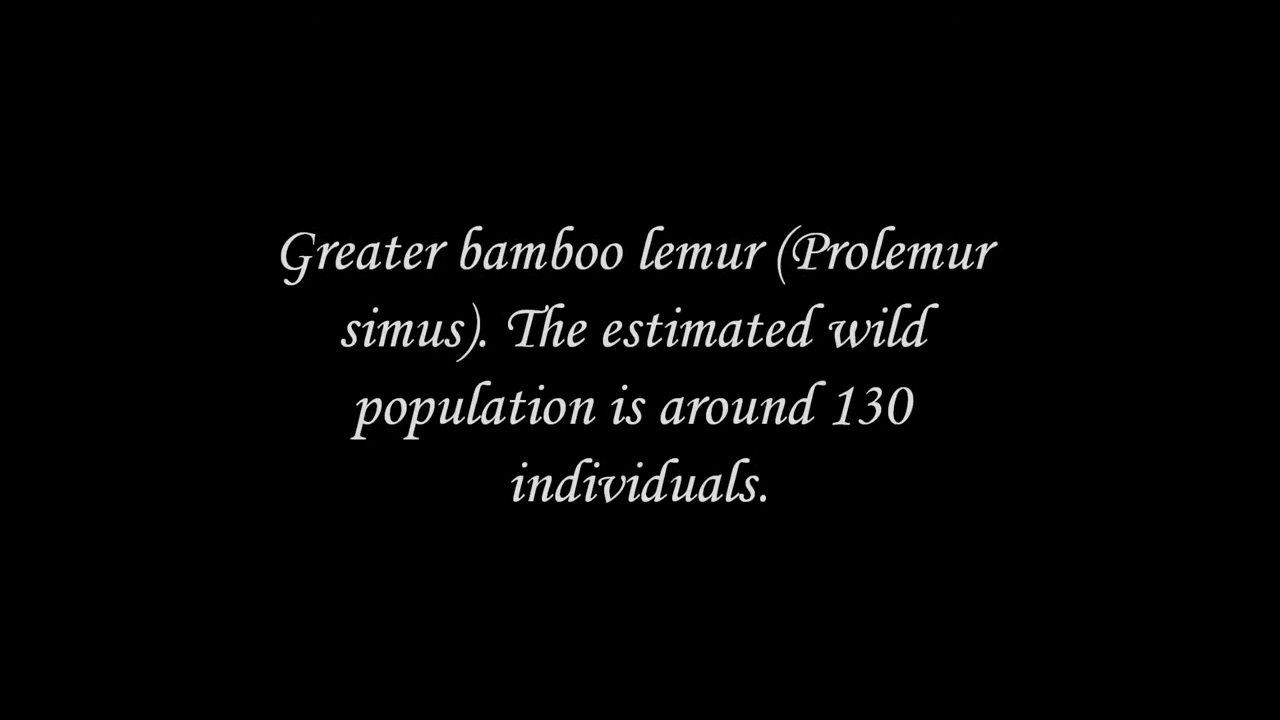 Greater bamboo lemur (Prolemur
simus). The estimated wild
population is around 130
individuals.